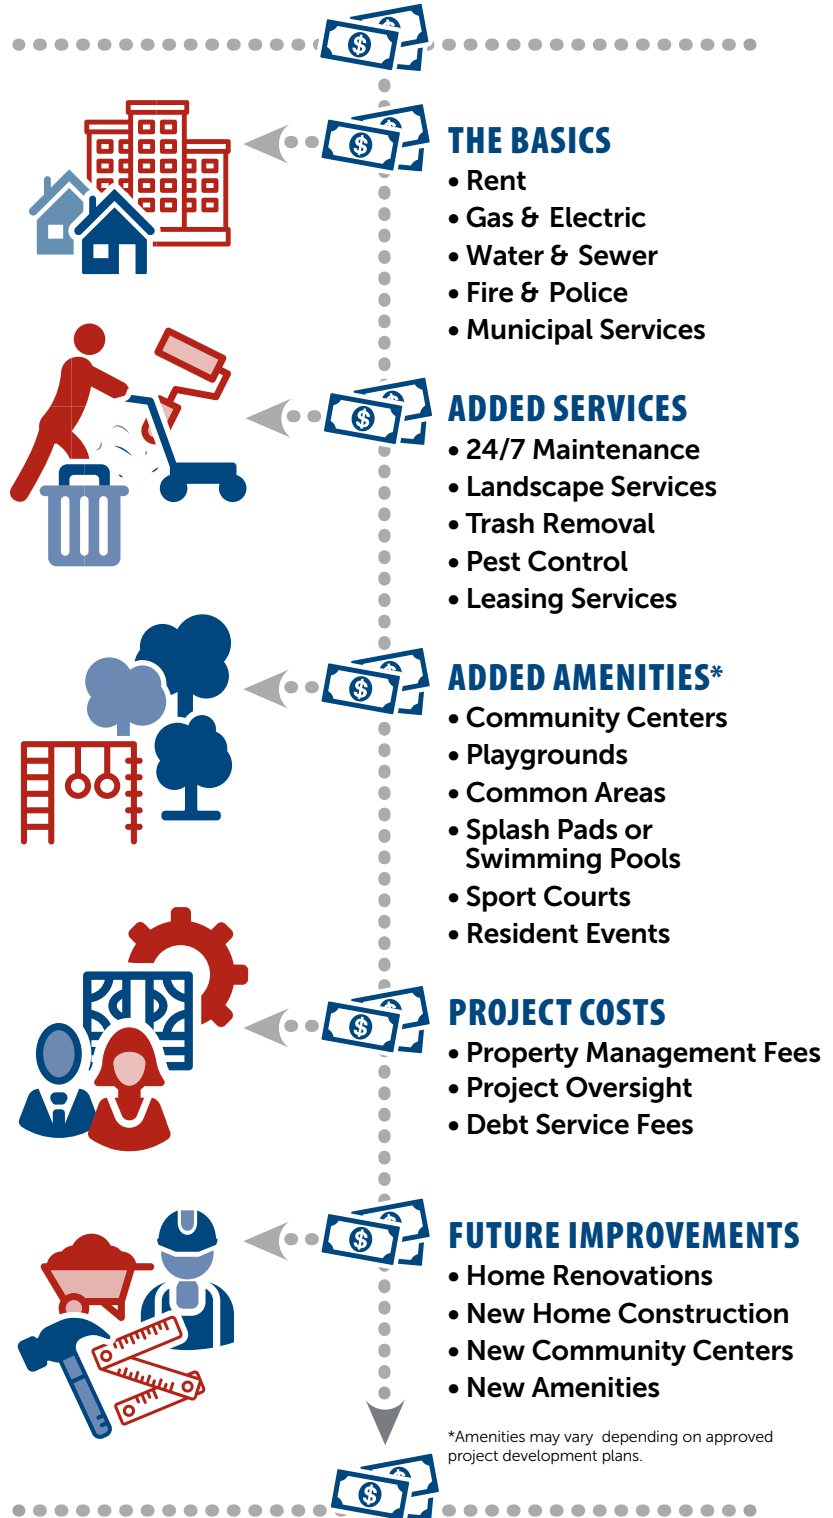 THE BASICS
• Rent
• Gas & Electric
• Water & Sewer
• Fire & Police
• Municipal Services
ADDED SERVICES
• 24/7 Maintenance
• Landscape Services
• Trash Removal
• Pest Control
• Leasing Services
ADDED AMENITIES*
• Community Centers
• Playgrounds
• Common Areas
• Splash Pads or
Swimming Pools
• Sport Courts
• Resident Events
PROJECT COSTS
• Property Management Fees
• Project Oversight
• Debt Service Fees
FUTURE IMPROVEMENTS
• Home Renovations
• New Home Construction
• New Community Centers
• New Amenities
*Amenities may vary depending on approved
project development plans.